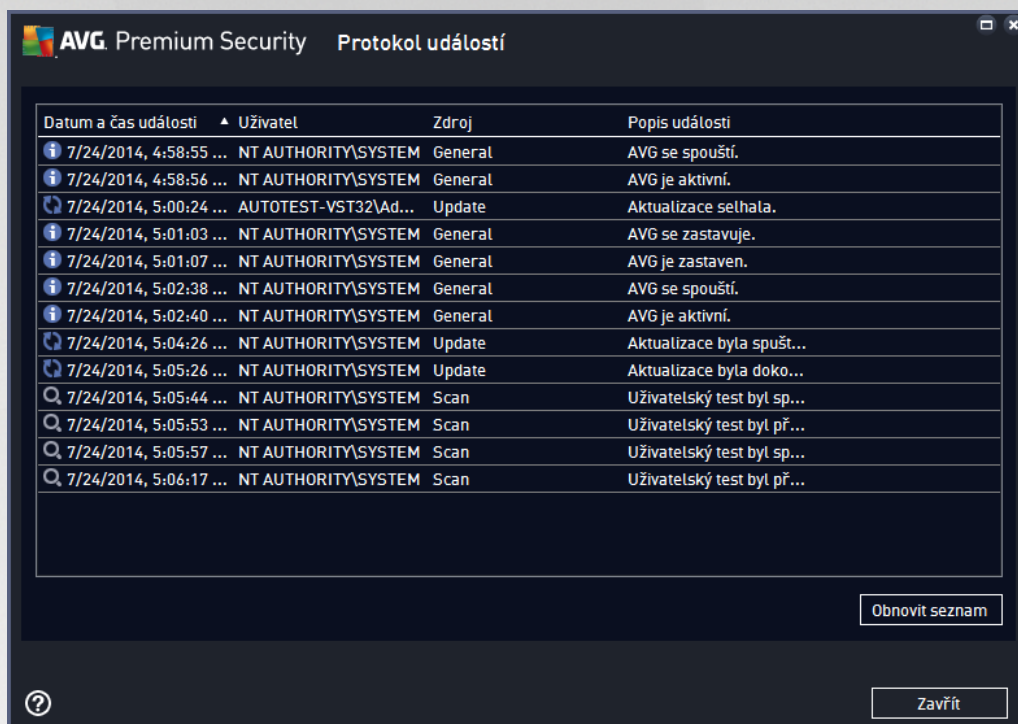 AVG. Premium Security Protokol událostí
Datum a čas události Uživatel Zdroj Popis události
7/24/2014, 4:58:55 ... NT AUTHORITY\SYSTEM General AVG se spouští.
7/24/2014, 4:58:56 ... NT AUTHORITY\SYSTEM General AVG je aktivní.
7/24/2014, 5:00:24 ... AUTOTEST-VST32\Ad... Update Aktualizace selhala.
7/24/2014, 5:01:03 ... NT AUTHORITY\SYSTEM General AVG se zastavuje.
7/24/2014, 5:01:07 ... NT AUTHORITY\SYSTEM General AVG je zastaven.
7/24/2014, 5:02:38 ... NT AUTHORITY\SYSTEM General AVG se spouští.
7/24/2014, 5:02:40 ... NT AUTHORITY\SYSTEM General AVG je aktivní.
7/24/2014, 5:04:26 ... NT AUTHORITY\SYSTEM Update Aktualizace byla spušt...
7/24/2014, 5:05:26 ... NT AUTHORITY\SYSTEM Update Aktualizace byla doko...
7/24/2014, 5:05:44 ... NT AUTHORITY\SYSTEM Scan Uživatelský test byl sp...
7/24/2014, 5:05:53 ... NT AUTHORITY\SYSTEM Scan Uživatelský test byl př...
7/24/2014, 5:05:57 ... NT AUTHORITY\SYSTEM Scan Uživatelský test byl sp...
7/24/2014, 5:06:17 ... NT AUTHORITY\SYSTEM Scan Uživatelský test byl př...
Obnovit seznam
Zavřít